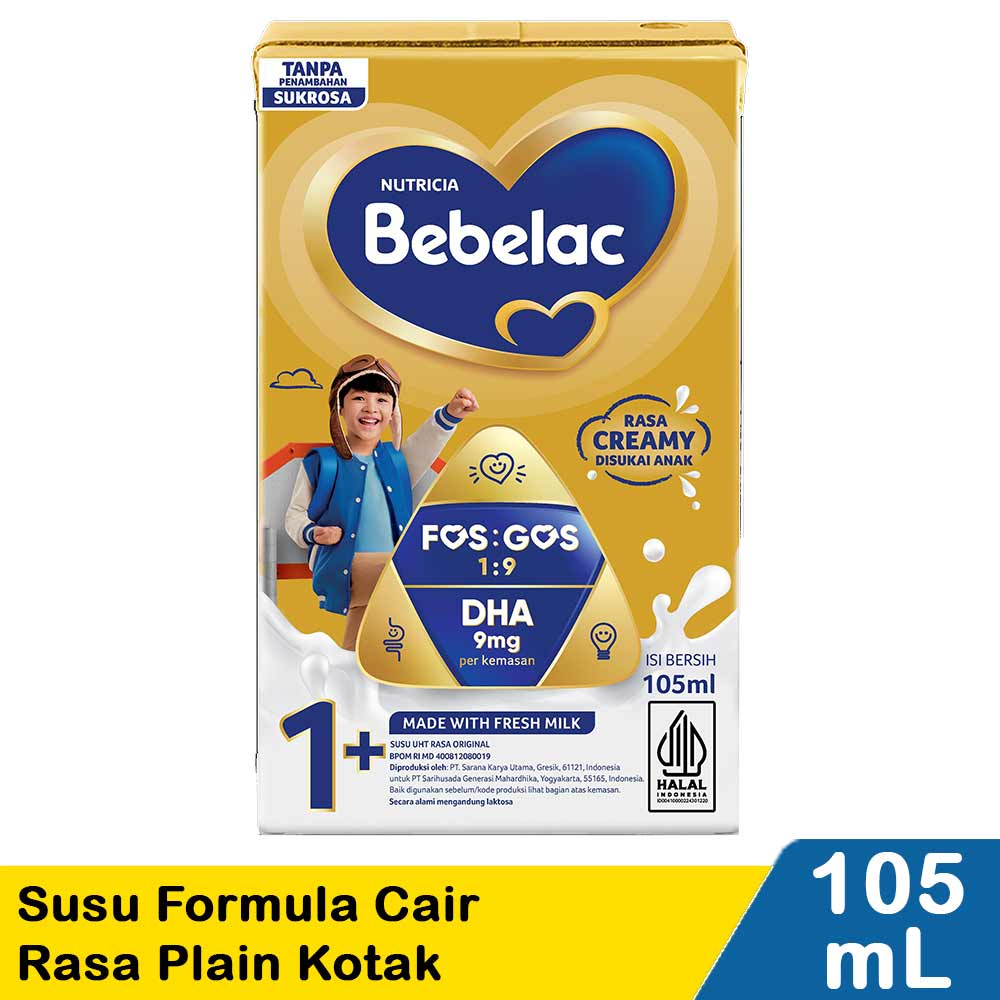 TANPA
PENAMBAHAN
SUKROSA
NUTRICIA
Bebelac
RASA
CREAMY
DISUKAI ANAK
FOS:GOS
1:9
DHA
9mg
per kemasan
ISI BERSIH
105ml
1+
MADE WITH FRESH MILK
SUSU UHT RASA ORIGINAL
BPOM RI MD 400812080019
Diproduksi oleh: PT. Sarana Karya Utama, Gresik, 61121, Indonesia
untuk PT Sarihusada Generasi Mahardhika, Yogyakarta, 55165, Indonesia.
Baik digunakan sebelum/kode produksi lihat bagian atas kemasan.
Secara alami mengandung laktosa
HALAL
INDONESIA
ID00410000224301220
Susu Formula Cair
Rasa Plain Kotak
105
mL